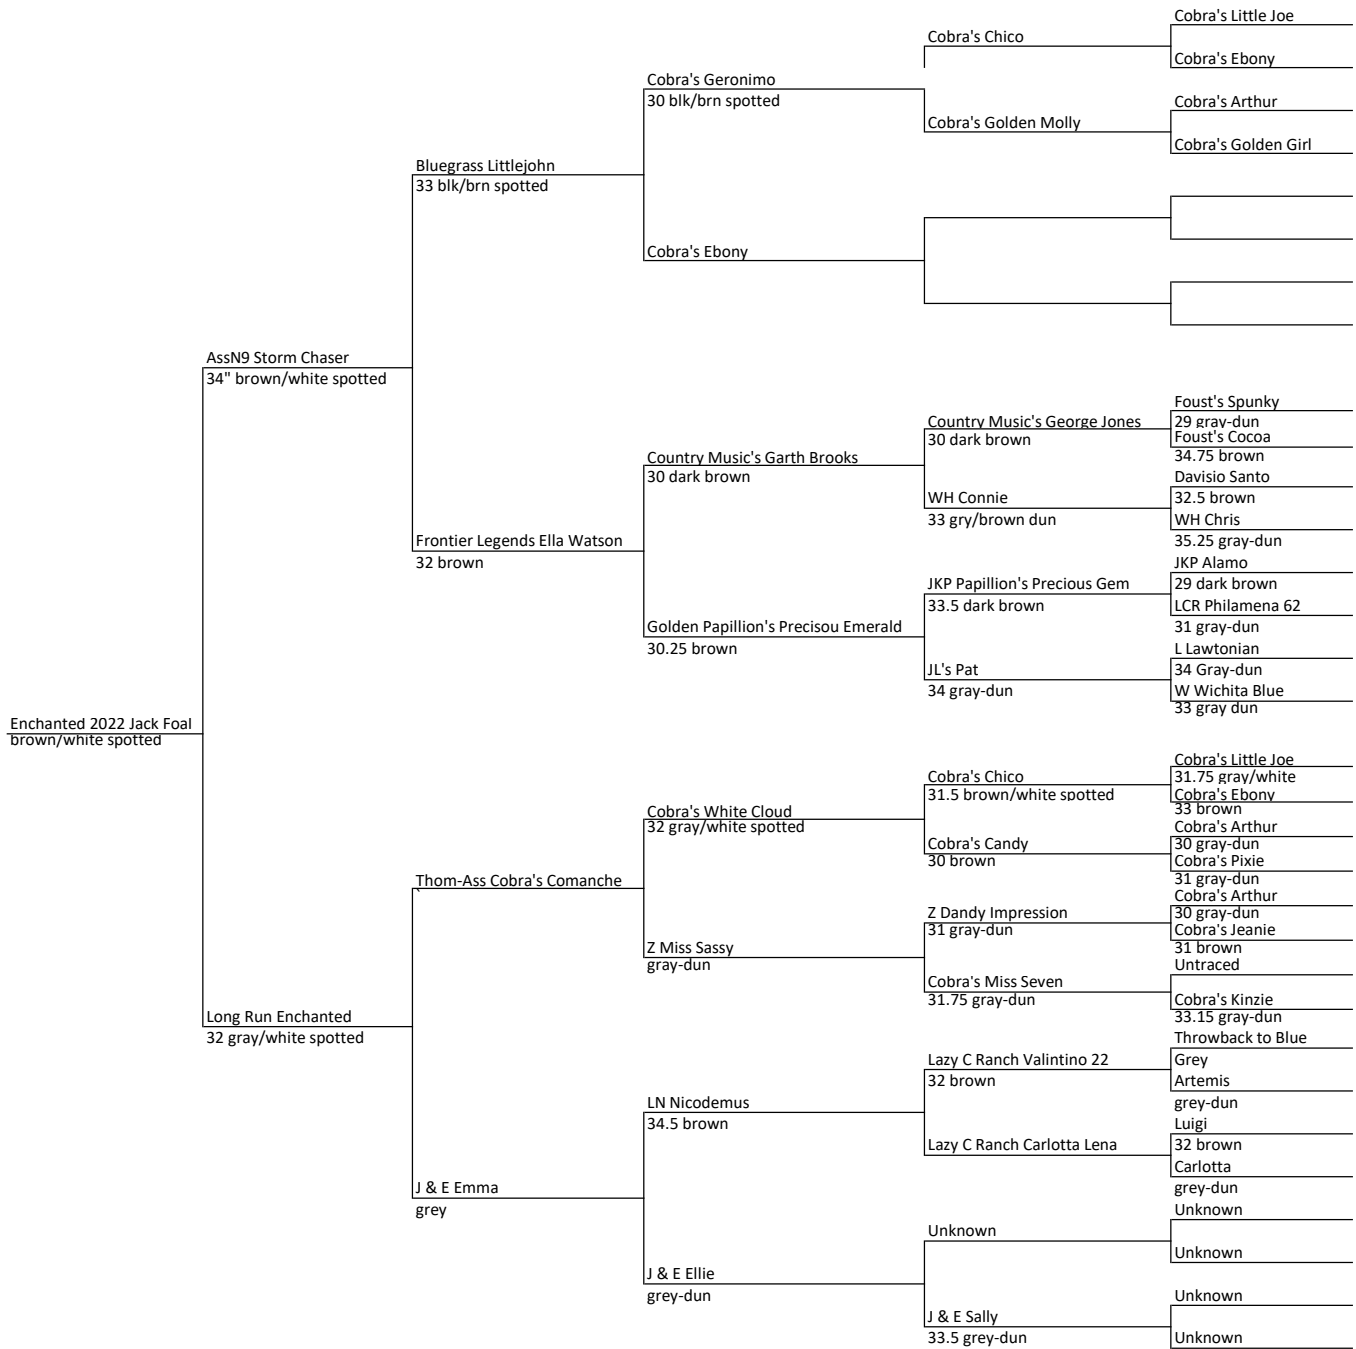 Cobra's Little Joe
Cobra's Chico
Cobra's Ebony
Cobra's Geronimo
30 blk/brn spotted
Cobra's Arthur
Cobra's Golden Molly
Cobra's Golden Girl
Bluegrass Littlejohn
33 blk/brn spotted
Cobra's Ebony
AssN9 Storm Chaser
34" brown/white spotted
Foust's Spunky
Country Music's George Jones
29 gray-dun
30 dark brown
Foust's Cocoa
Country Music's Garth Brooks
34.75 brown
30 dark brown
Davisio Santo
WH Connie
32.5 brown
33 gry/brown dun
WH Chris
Frontier Legends Ella Watson
35.25 gray-dun
32 brown
JKP Alamo
JKP Papillion's Precious Gem
29 dark brown
33.5 dark brown
LCR Philamena 62
Golden Papillion's Precisou Emerald
31 gray-dun
30.25 brown
L Lawtonian
JL's Pat
34 Gray-dun
34 gray-dun
W Wichita Blue
33 gray dun
Enchanted 2022 Jack Foal
brown/white spotted
Cobra's Little Joe
Cobra's Chico
31.75 gray/white
31.5 brown/white spotted
Cobra's Ebony
Cobra's White Cloud
33 brown
32 gray/white spotted
Cobra's Arthur
Cobra's Candy
30 gray-dun
30 brown
Cobra's Pixie
Thom-Ass Cobra's Comanche
`
31 gray-dun
Cobra's Arthur
Z Dandy Impression
30 gray-dun
31 gray-dun
Cobra's Jeanie
Z Miss Sassy
31 brown
gray-dun
Untraced
Cobra's Miss Seven
31.75 gray-dun
Cobra's Kinzie
Long Run Enchanted
33.15 gray-dun
32 gray/white spotted
Throwback to Blue
Lazy C Ranch Valintino 22
Grey
32 brown
Artemis
LN Nicodemus
grey-dun
34.5 brown
Luigi
Lazy C Ranch Carlotta Lena
32 brown
Carlotta
J & E Emma
grey-dun
grey
Unknown
Unknown
Unknown
J & E Ellie
grey-dun
Unknown
J & E Sally
33.5 grey-dun
Unknown